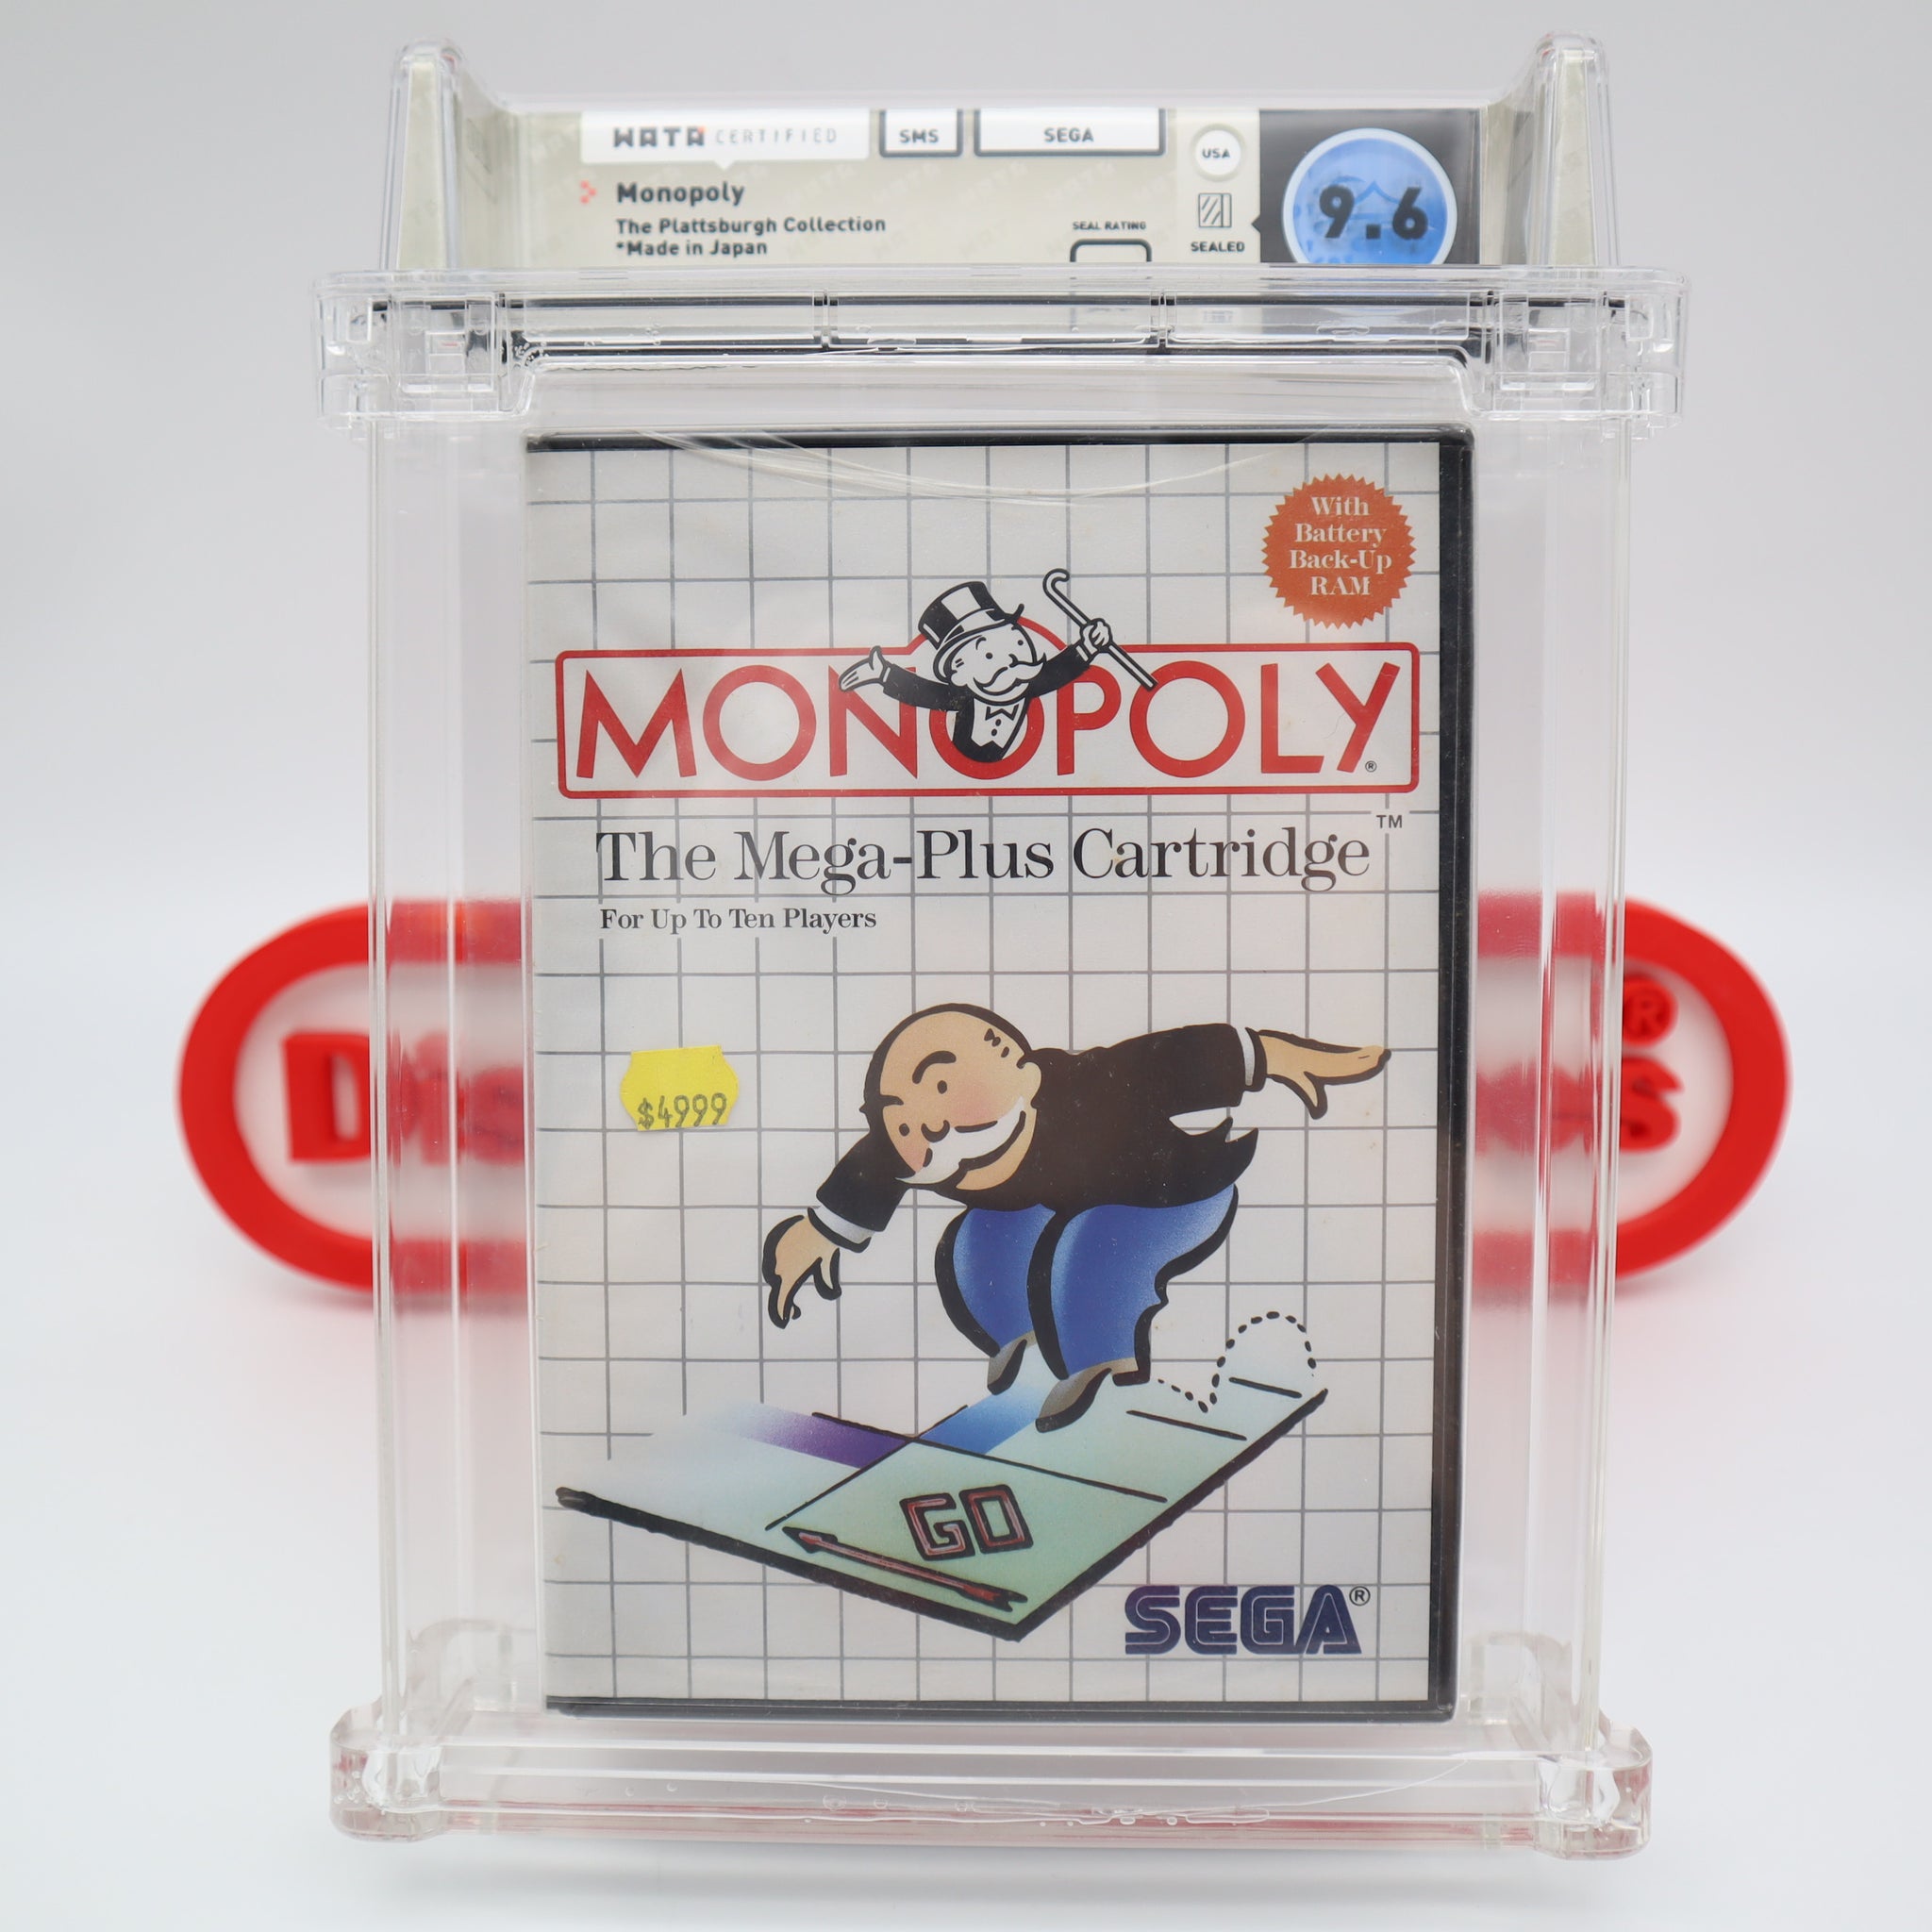 WATA CERTIFIED
SMS
SEGA
USA
9.6
Monopoly
The Plattsburgh Collection
*Made in Japan
SEAL RATING
SEALED
With
Battery
Back-Up
RAM
MONOPOLY®
The Mega-Plus Cartridge™
For Up To Ten Players
$4999
GO
SEGA®